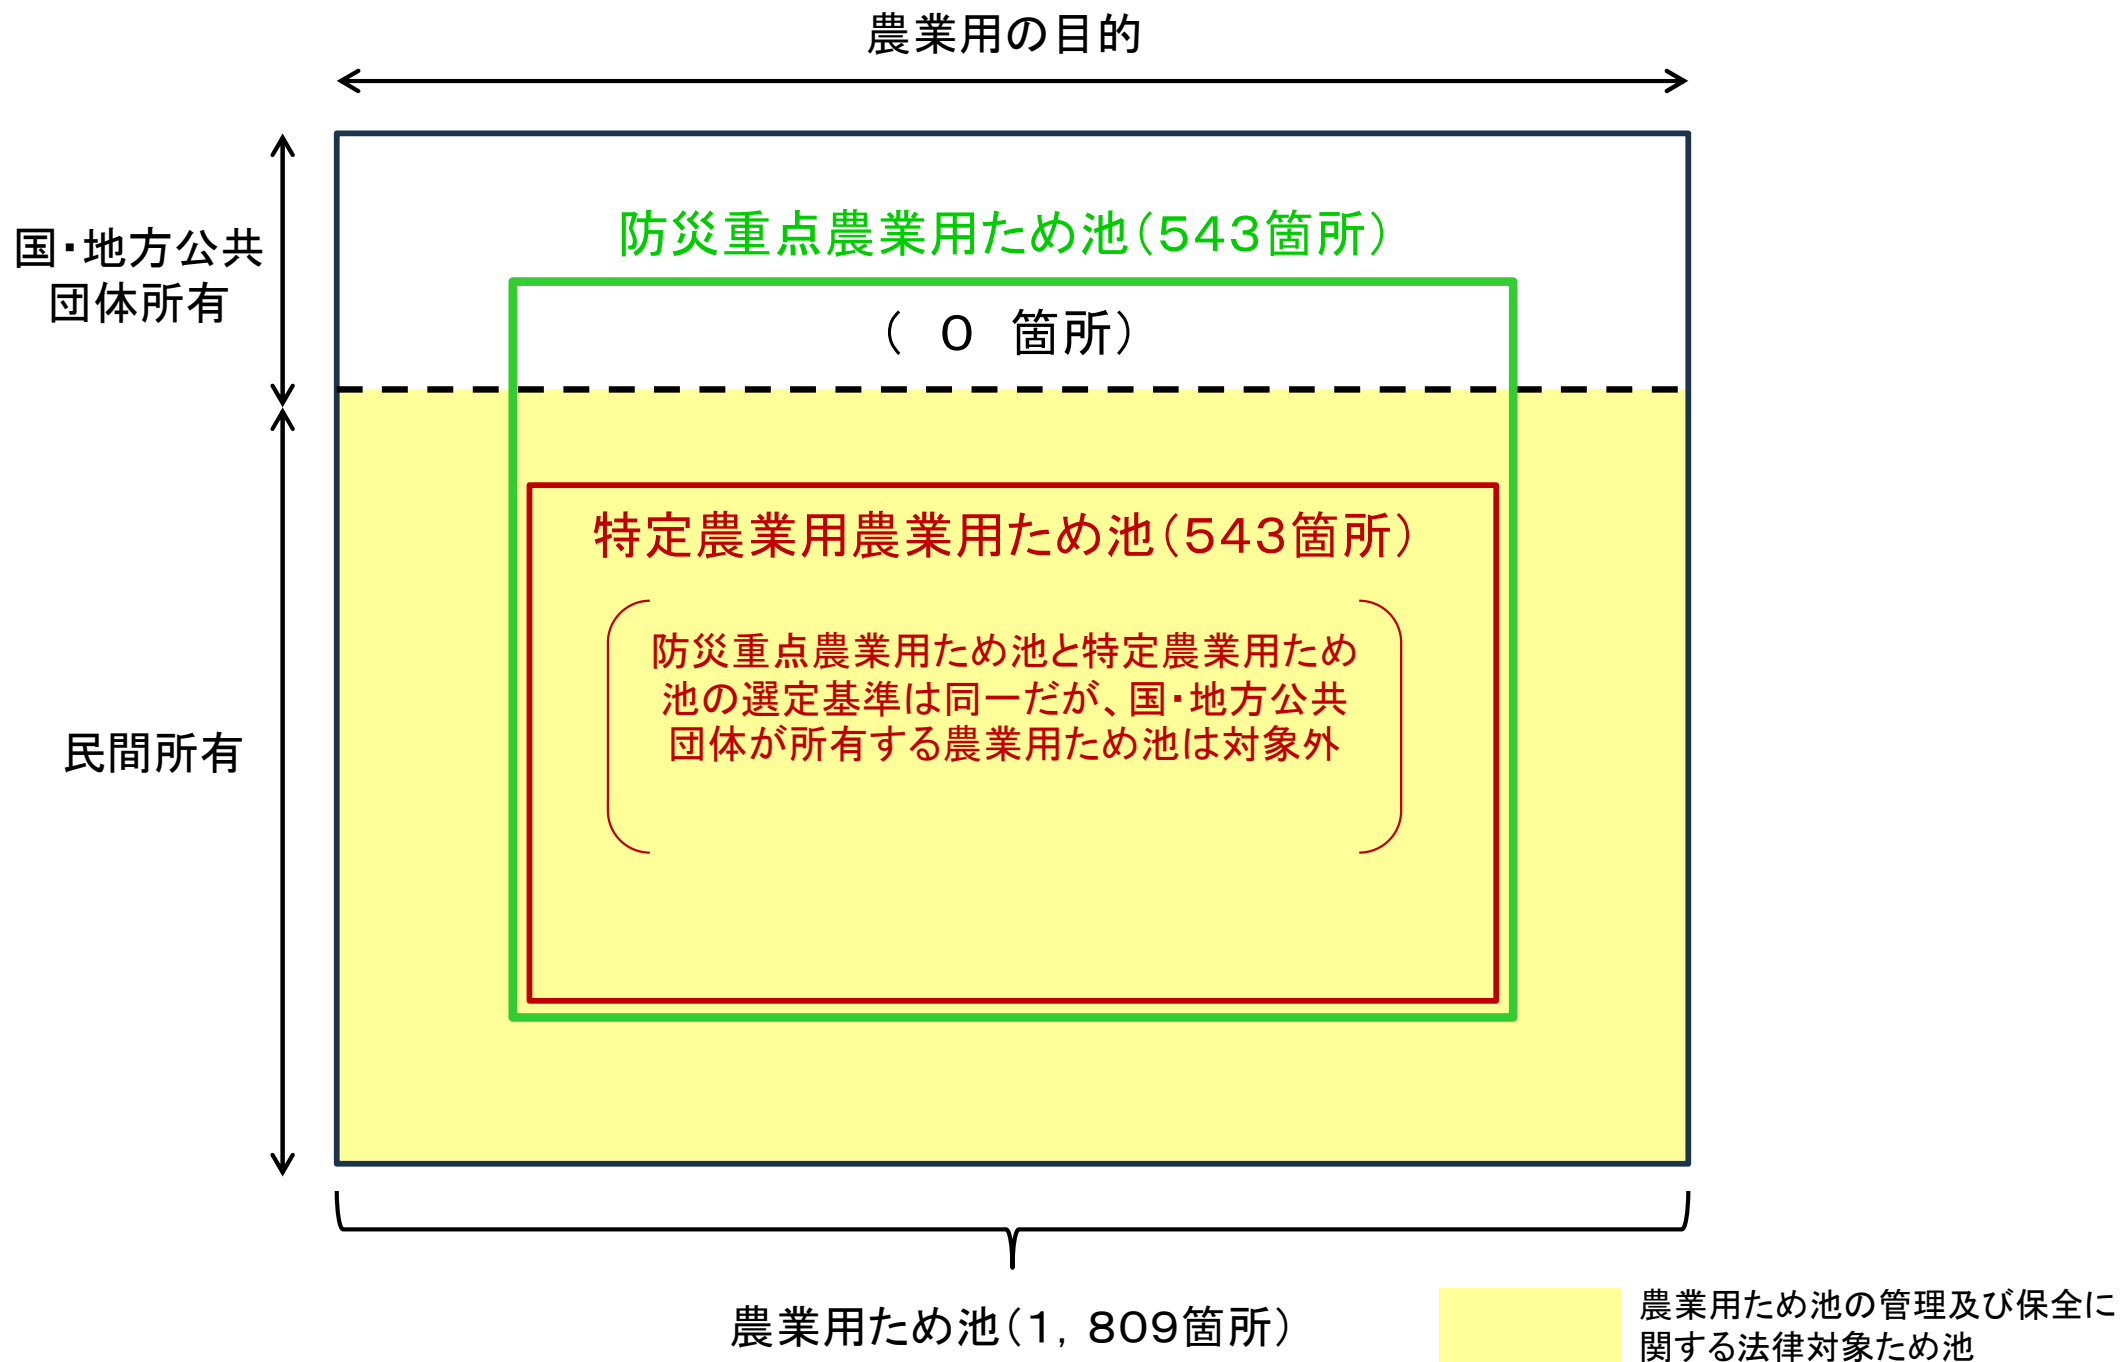 農業用の目的
国・地方公共
団体所有
防災重点農業用ため池（５４３箇所）
（　０　箇所）
特定農業用農業用ため池（５４３箇所）
防災重点農業用ため池と特定農業用ため
池の選定基準は同一だが、国・地方公共
団体が所有する農業用ため池は対象外
民間所有
農業用ため池（１，８０９箇所）
農業用ため池の管理及び保全に
関する法律対象ため池